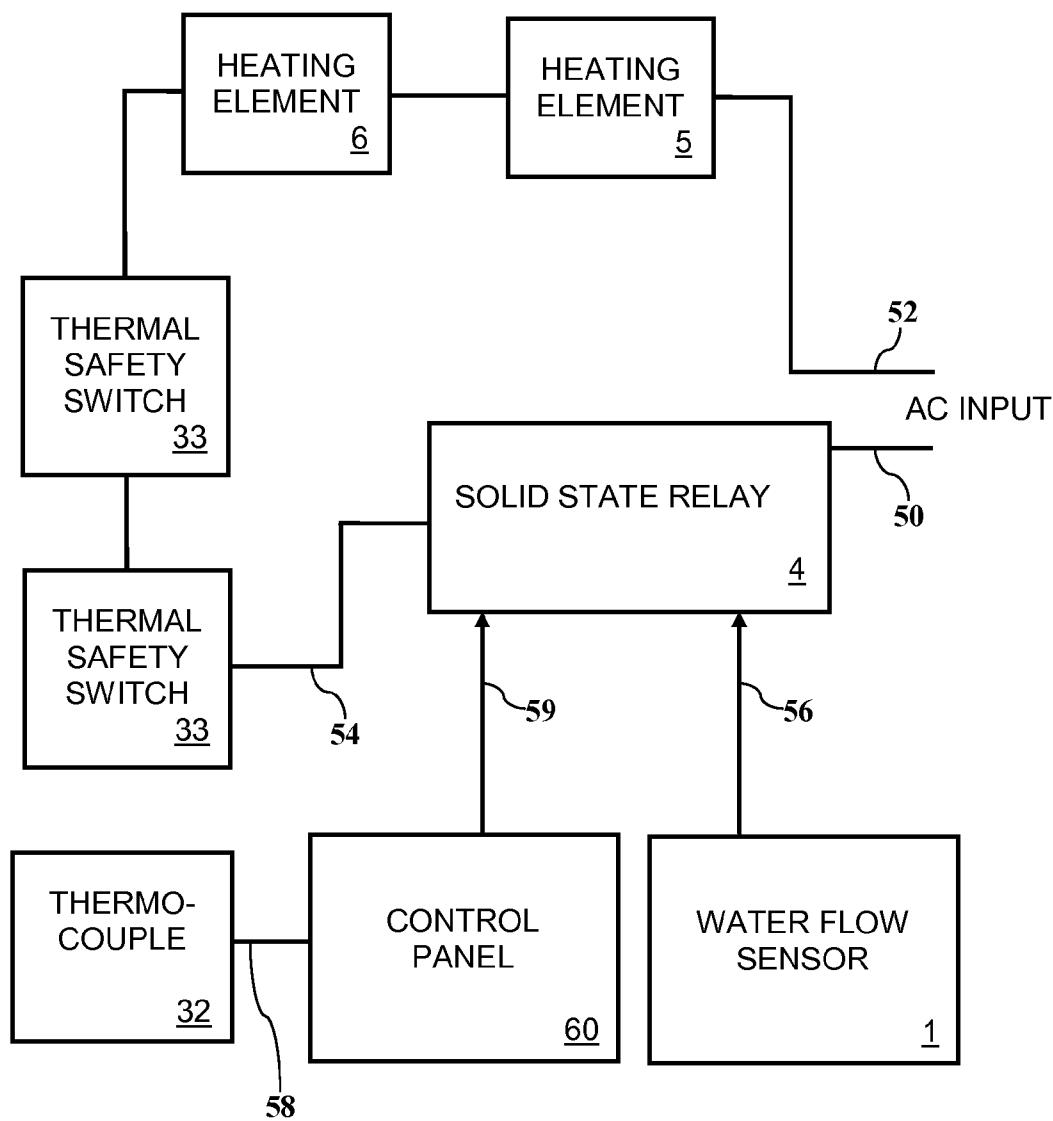 HEATING
ELEMENT
6
HEATING
ELEMENT
5
THERMAL
SAFETY
SWITCH
33
52
AC INPUT
50
SOLID STATE RELAY
4
THERMAL
SAFETY
SWITCH
33
54
59
56
THERMO-
COUPLE
32
58
CONTROL
PANEL
60
WATER FLOW
SENSOR
1